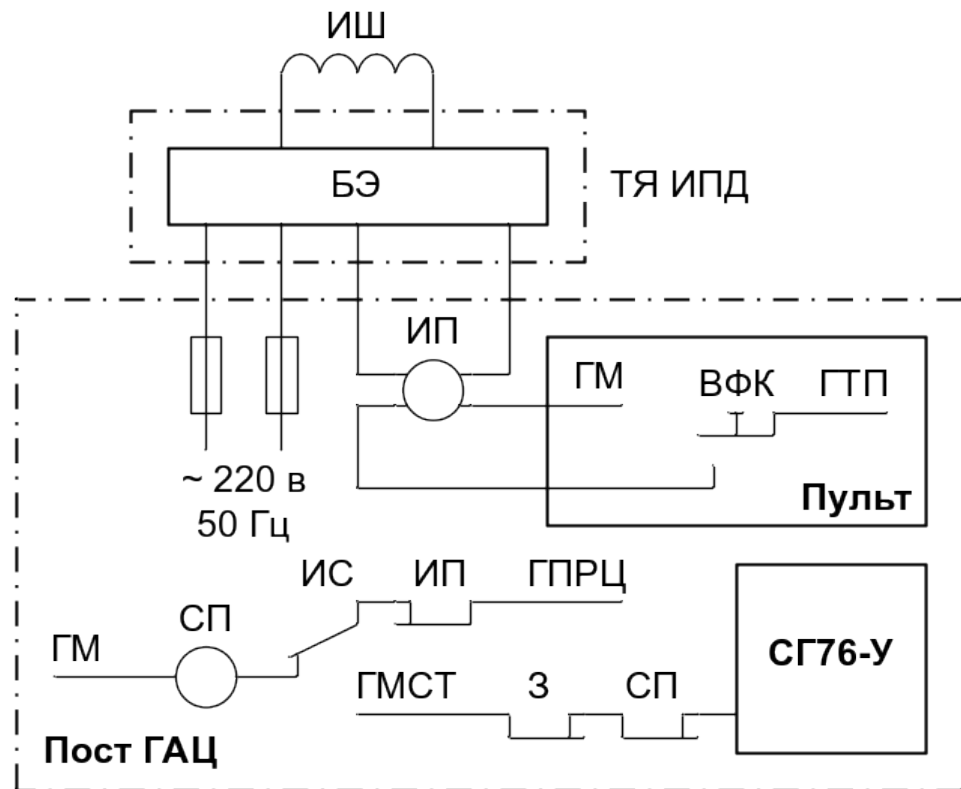 ИШ
БЭ
ТЯ ИПД
ИП
ГМ
ВФК
ГТП
~ 220 в
50 Гц
Пульт
ИС
ИП
ГПРЦ
СП
ГМ
СГ76-У
ГМСТ
З
СП
Пост ГАЦ